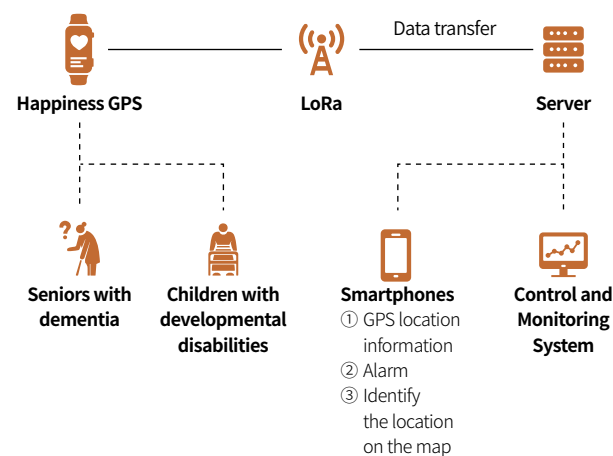 Data transfer
Happiness GPS
LoRa
Server
?
Seniors with
dementia
Children with
developmental
disabilities
Smartphones
① GPS location
information
② Alarm
③ Identify
the location
on the map
Control and
Monitoring
System